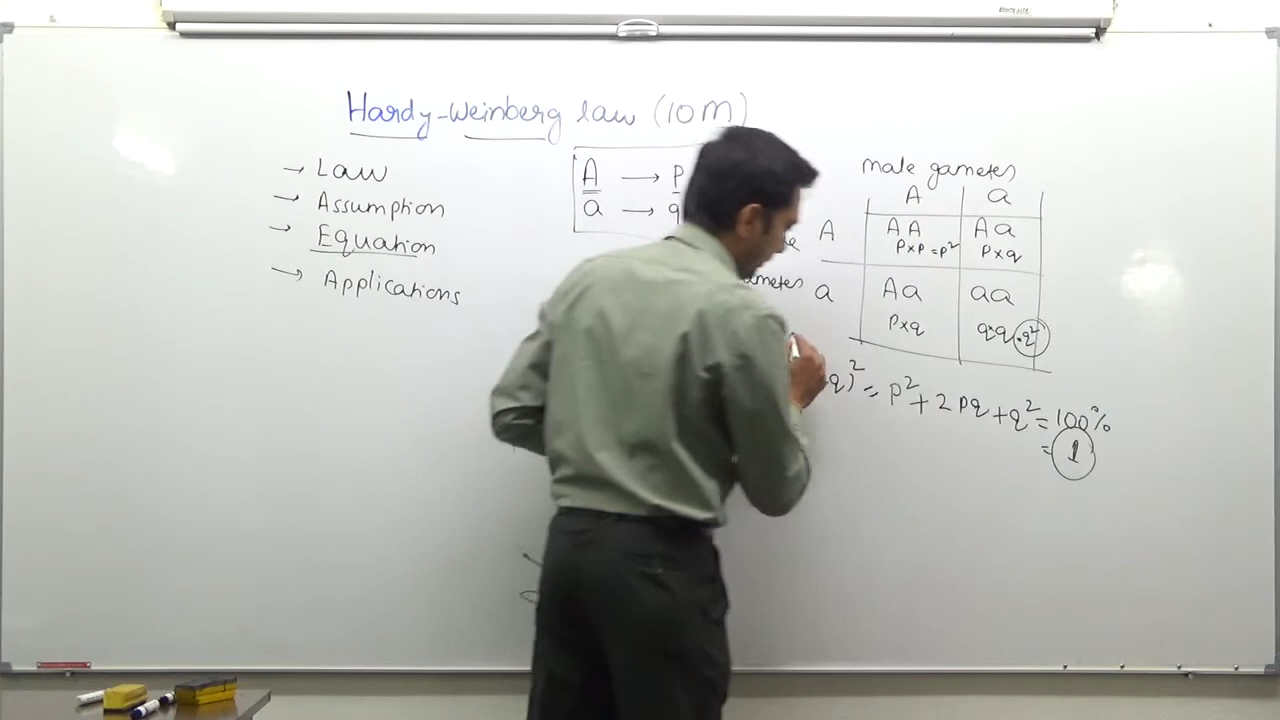 Hardy-Weinberg law (10M)
→ Law
→ Assumption
→ Equation
→ Applications
A → p
a → q
male gametes
A a
A AA Aa
p×p=p² p×q
a Aa aa
p×q q×q=q²
q)² = p² + 2pq + q² = 100%
= 1